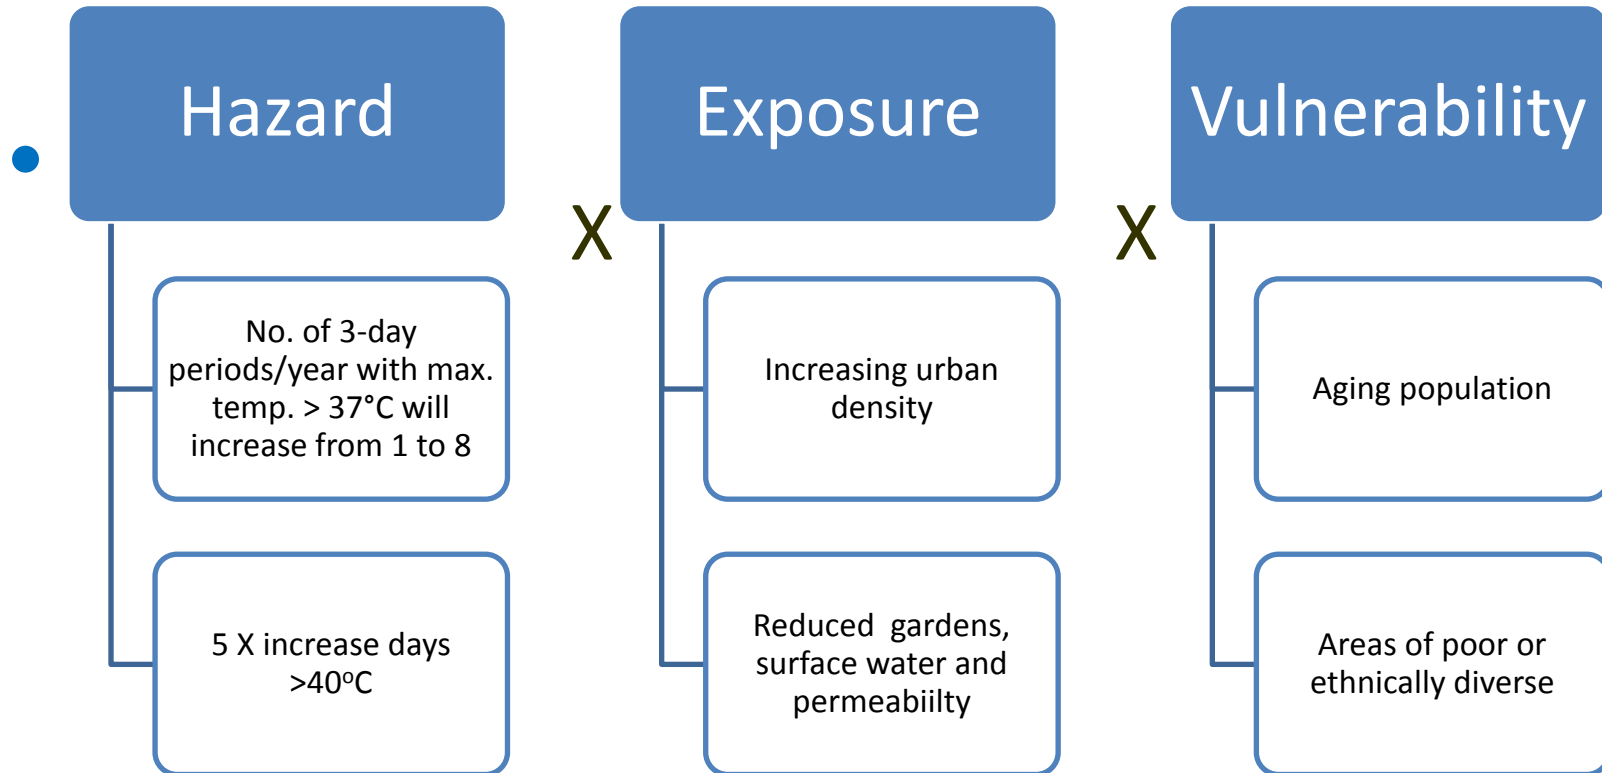 Hazard
X
Exposure
X
Vulnerability
No. of 3-day
periods/year with max.
temp. > 37°C will
increase from 1 to 8
5 X increase days
>40°C
Increasing urban
density
Reduced gardens,
surface water and
permeabiilty
Aging population
Areas of poor or
ethnically diverse